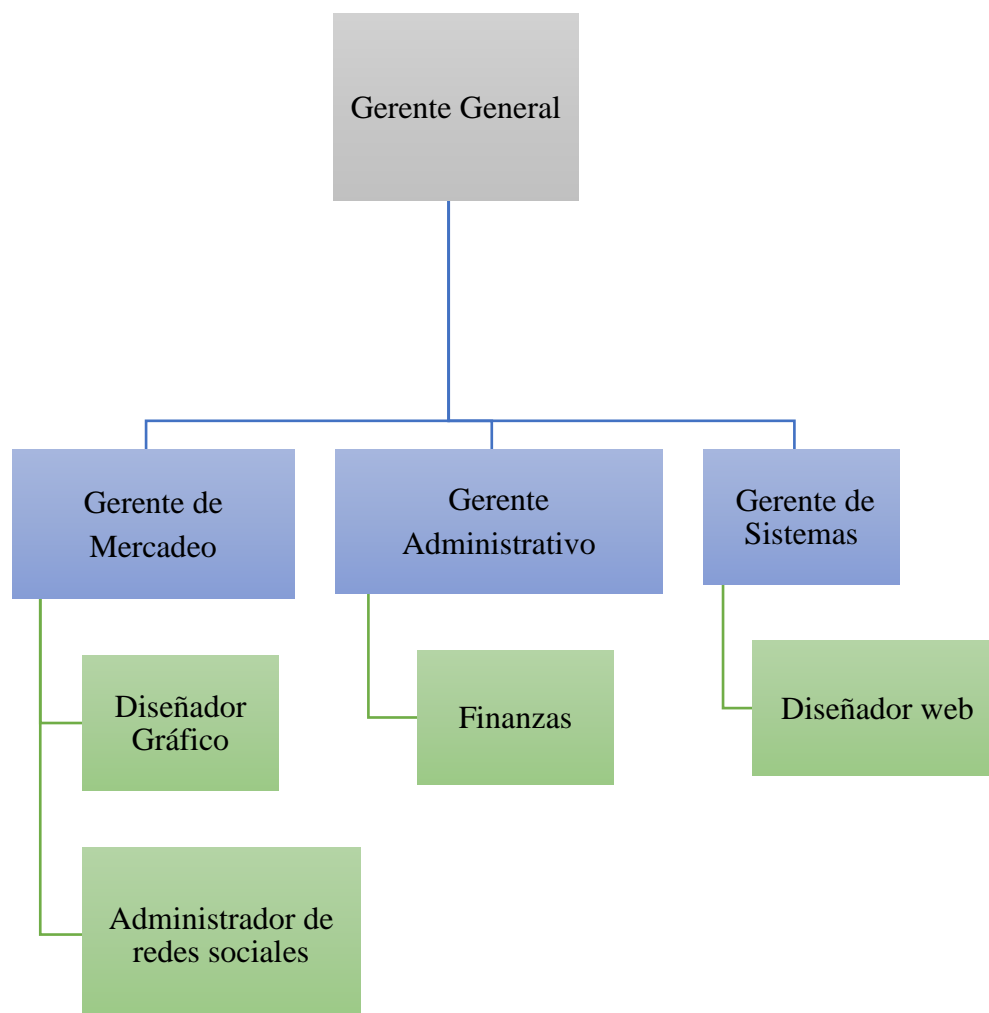 Gerente General
Gerente de
Mercadeo
Gerente
Administrativo
Gerente de
Sistemas
Diseñador
Gráfico
Finanzas
Diseñador web
Administrador de
redes sociales